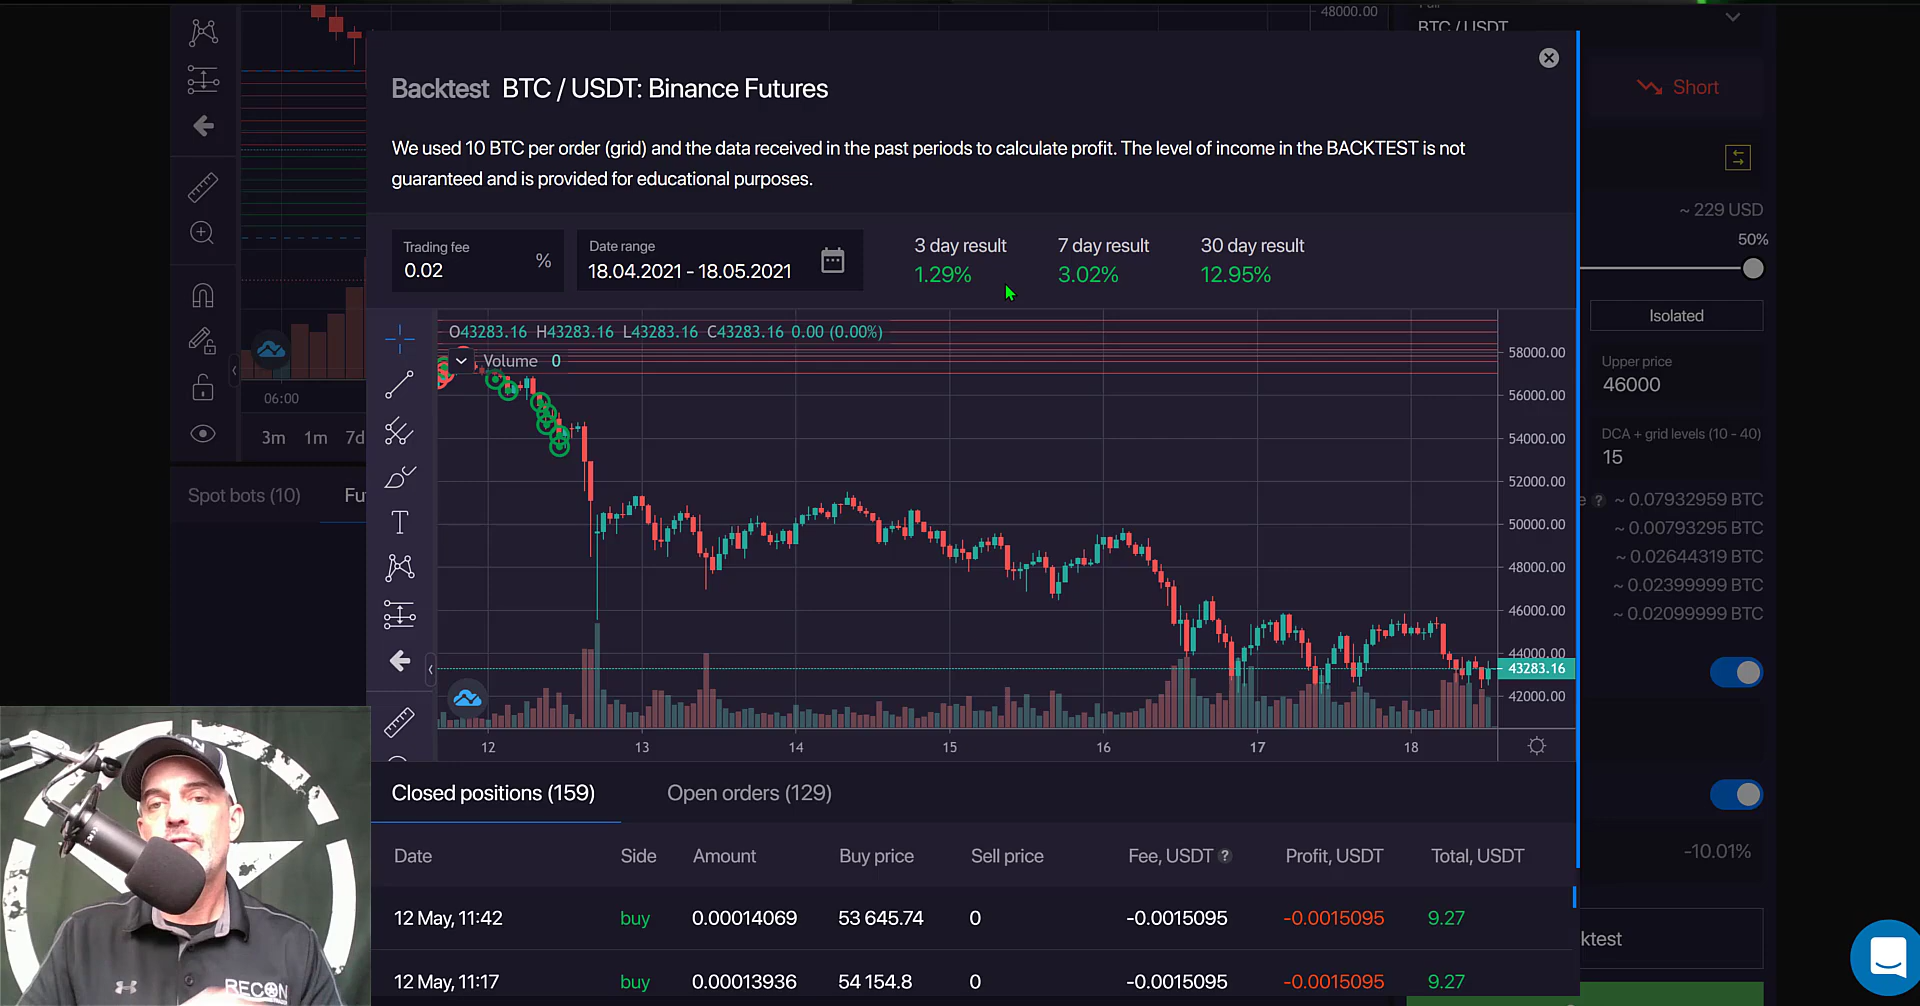 48000.00
BTC / USDT
Backtest BTC / USDT: Binance Futures
Short
We used 10 BTC per order (grid) and the data received in the past periods to calculate profit. The level of income in the BACKTEST is not
guaranteed and is provided for educational purposes.
~ 229 USD
50%
Trading fee
0.02 %
Date range
18.04.2021 - 18.05.2021
3 day result
1.29%
7 day result
3.02%
30 day result
12.95%
Isolated
O43283.16 H43283.16 L43283.16 C43283.16 0.00 (0.00%)
Volume 0
58000.00
56000.00
54000.00
52000.00
50000.00
48000.00
46000.00
44000.00
43283.16
42000.00
Upper price
46000
DCA + grid levels (10 - 40)
15
~ 0.07932959 BTC
~ 0.00793295 BTC
~ 0.02644319 BTC
~ 0.02399999 BTC
~ 0.02099999 BTC
06:00
3m 1m 7d
Spot bots (10) Fu
12 13 14 15 16 17 18
Closed positions (159) Open orders (129)
-10.01%
Date Side Amount Buy price Sell price Fee, USDT ? Profit, USDT Total, USDT
12 May, 11:42 buy 0.00014069 53 645.74 0 -0.0015095 -0.0015095 9.27
12 May, 11:17 buy 0.00013936 54 154.8 0 -0.0015095 -0.0015095 9.27
ktest
RECON